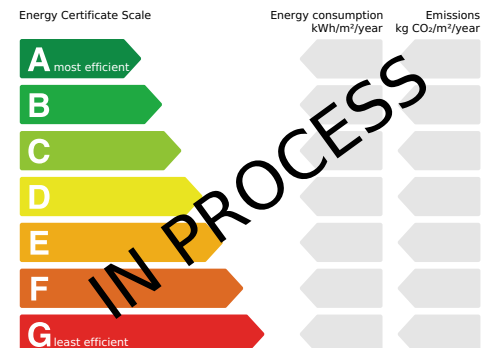 Energy Certificate Scale
Energy consumption
kWh/m²/year
Emissions
kg CO₂/m²/year
A most efficient
B
C
D
E
F
G least efficient
IN PROCESS